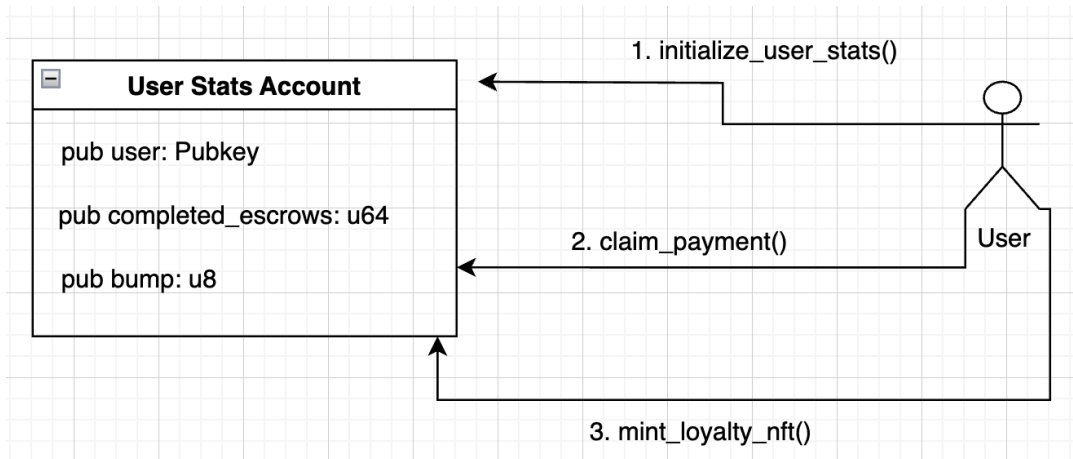 1. initialize_user_stats()
User Stats Account
pub user: Pubkey
pub completed_escrows: u64
2. claim_payment()
User
pub bump: u8
3. mint_loyalty_nft()